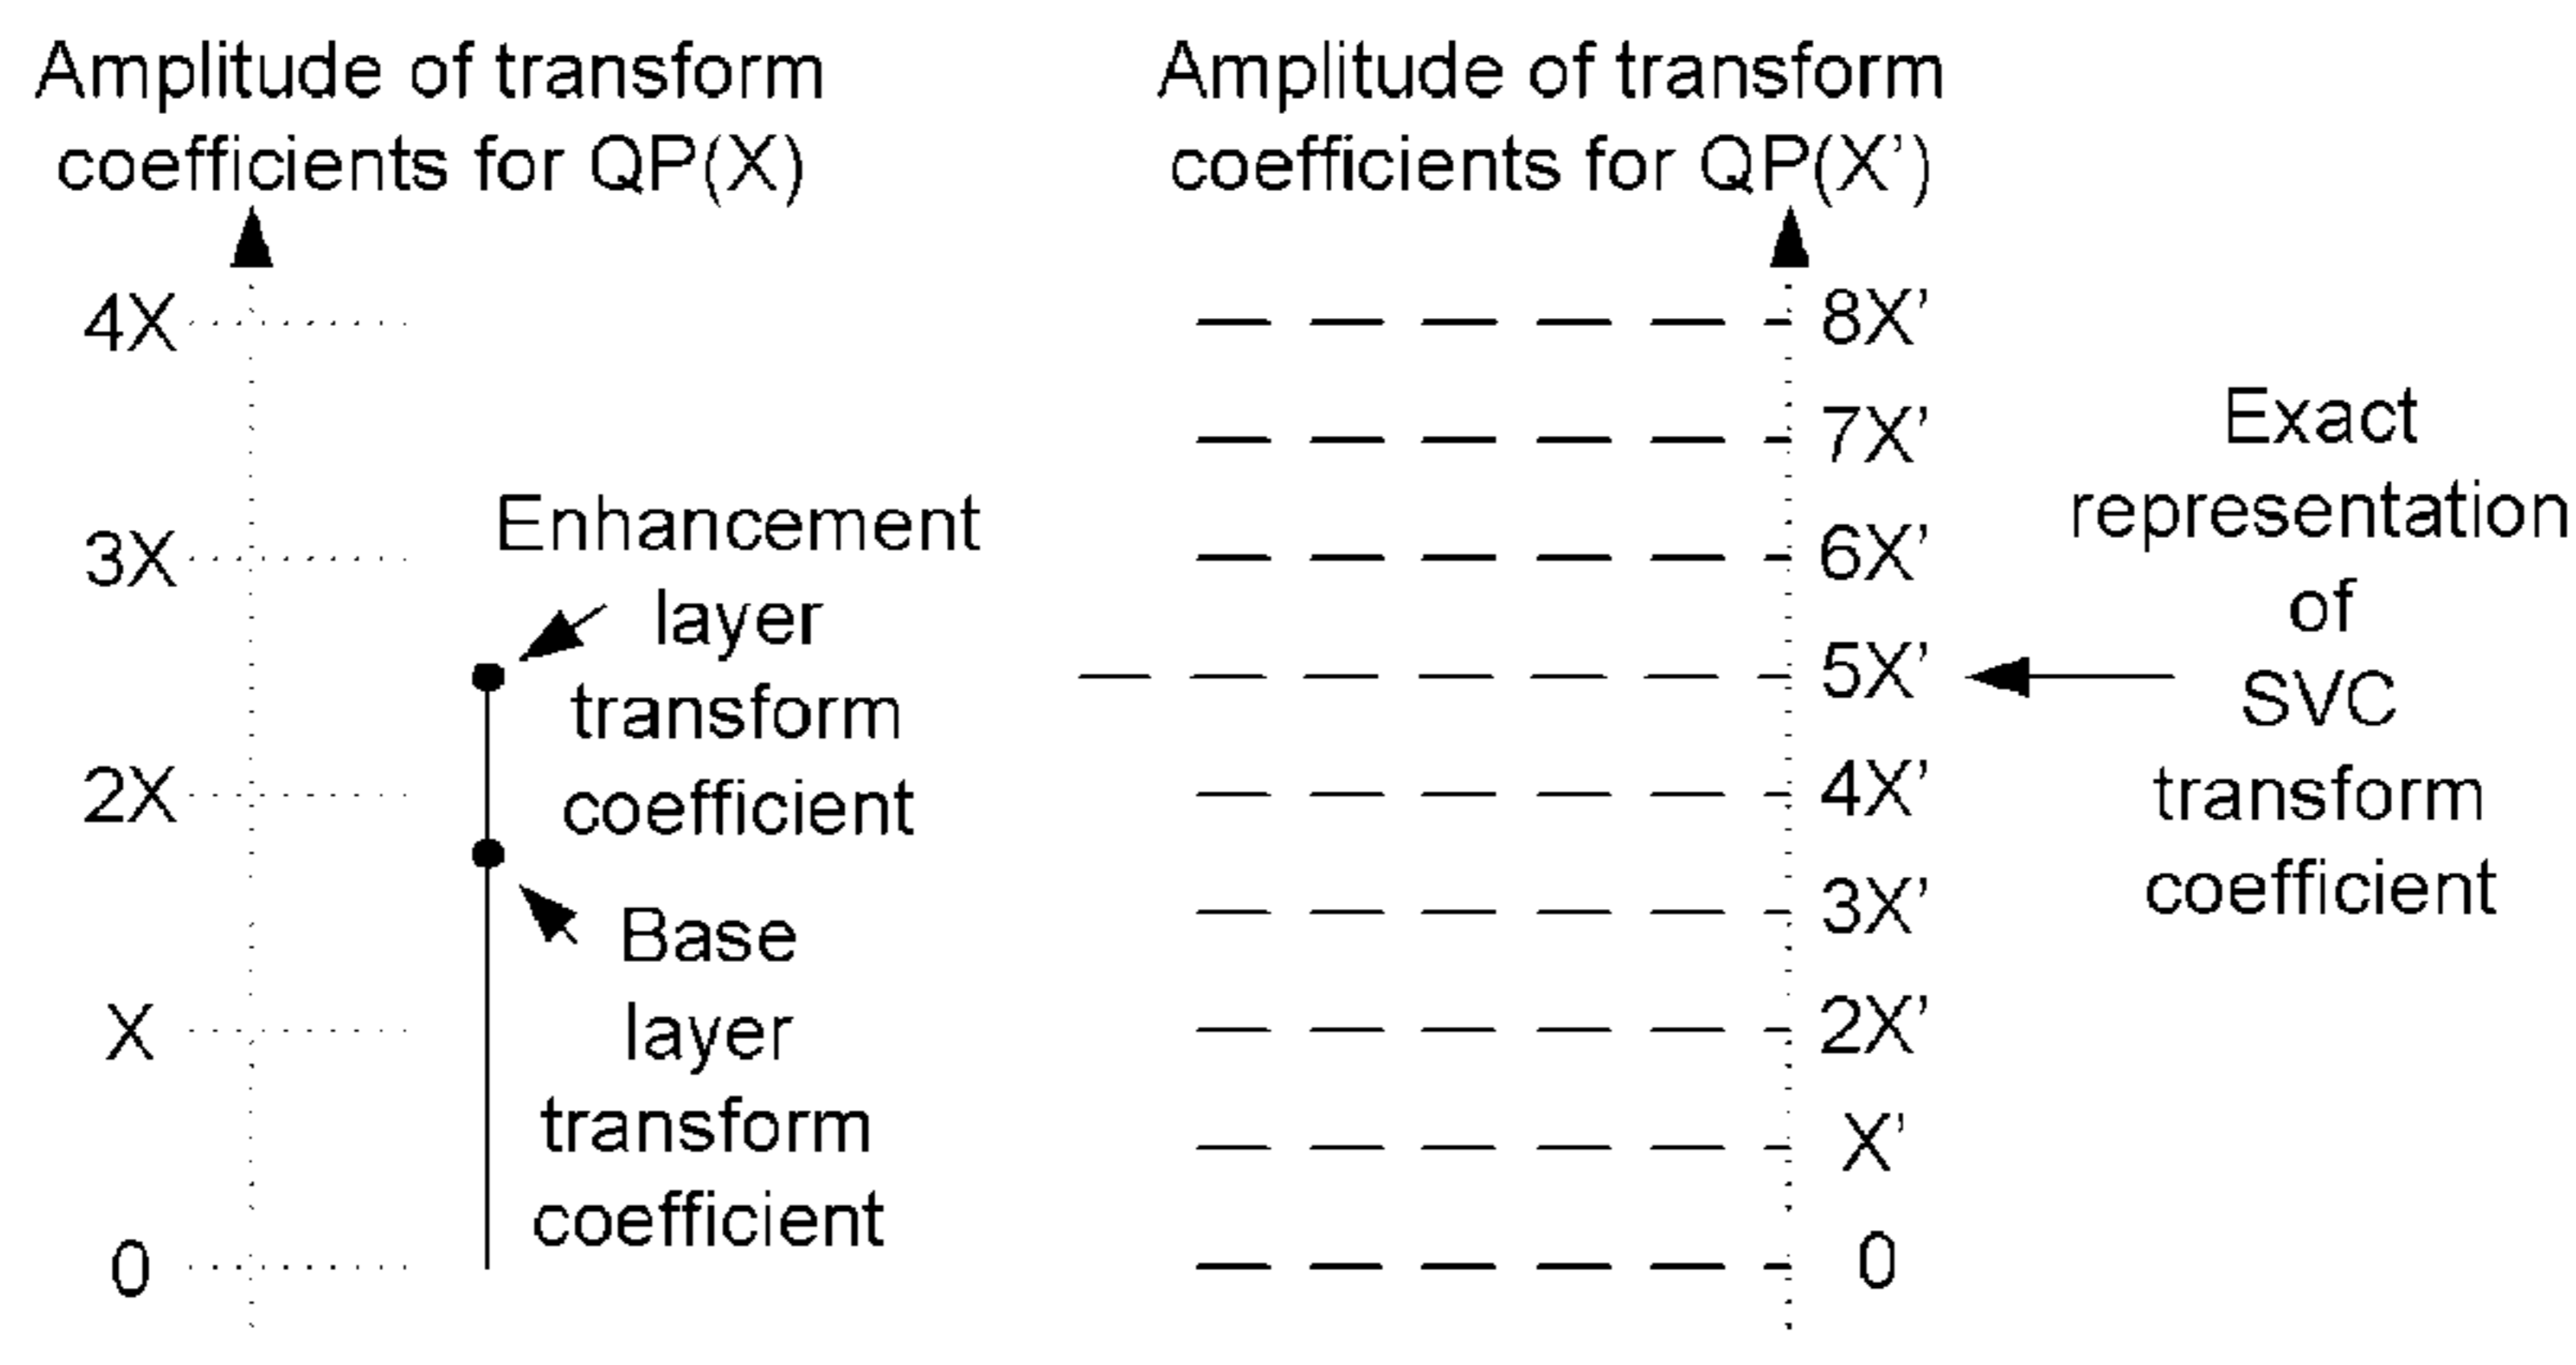 Amplitude of transform
coefficients for QP(X)
4X
3X
2X
X
0
Enhancement
layer
transform
coefficient
Base
layer
transform
coefficient
Amplitude of transform
coefficients for QP(X’)
8X’
7X’
6X’
5X’
4X’
3X’
2X’
X’
0
Exact
representation
of
SVC
transform
coefficient